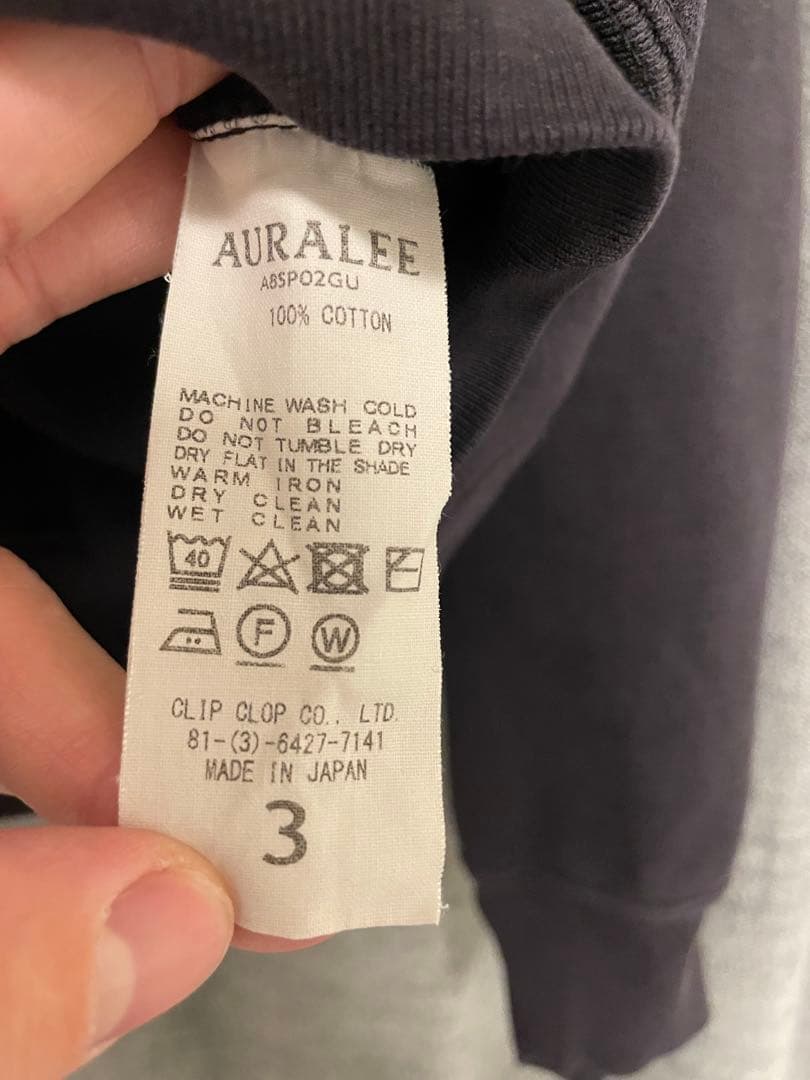 AURALEE
A8SP02GU
100% COTTON
MACHINE WASH COLD
DO NOT BLEACH
DO NOT TUMBLE DRY
DRY FLAT IN THE SHADE
WARM IRON
DRY CLEAN
WET CLEAN
40
F W
CLIP CLOP CO., LTD.
81-(3)-6427-7141
MADE IN JAPAN
3